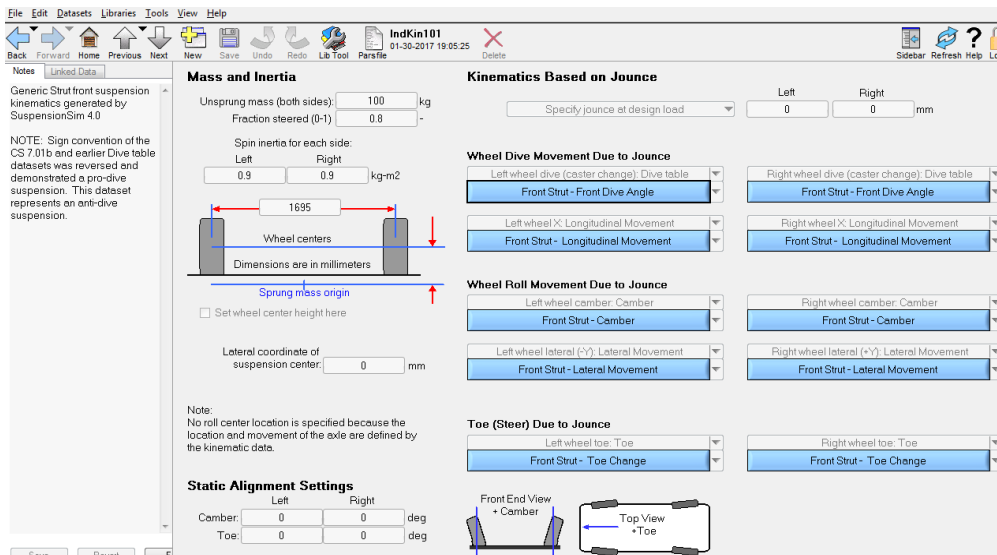 File Edit Datasets Libraries Tools View Help
IndKin101
01-30-2017 19:05:25
Back Forward Home Previous Next New Save Undo Redo Lib Tool Parsfile Delete Sidebar Refresh Help
Notes Linked Data
Generic Strut front suspension
kinematics generated by
SuspensionSim 4.0
NOTE: Sign convention of the
CS 7.01b and earlier Dive table
datasets was reversed and
demonstrated a pro-dive
suspension. This dataset
represents an anti-dive
suspension.
Mass and Inertia
Unsprung mass (both sides): 100 kg
Fraction steered (0-1) 0.8 -
Spin inertia for each side:
Left Right
0.9 0.9 kg-m2
1695
Wheel centers
Dimensions are in millimeters
Sprung mass origin
Set wheel center height here
Lateral coordinate of
suspension center: 0 mm
Note:
No roll center location is specified because the
location and movement of the axle are defined by
the kinematic data.
Static Alignment Settings
Left Right
Camber: 0 0 deg
Toe: 0 0 deg
Kinematics Based on Jounce
Left Right
Specify jounce at design load 0 0 mm
Wheel Dive Movement Due to Jounce
Left wheel dive (caster change): Dive table Right wheel dive (caster change): Dive table
Front Strut - Front Dive Angle Front Strut - Front Dive Angle
Left wheel X: Longitudinal Movement Right wheel X: Longitudinal Movement
Front Strut - Longitudinal Movement Front Strut - Longitudinal Movement
Wheel Roll Movement Due to Jounce
Left wheel camber: Camber Right wheel camber: Camber
Front Strut - Camber Front Strut - Camber
Left wheel lateral (-Y): Lateral Movement Right wheel lateral (+Y): Lateral Movement
Front Strut - Lateral Movement Front Strut - Lateral Movement
Toe (Steer) Due to Jounce
Left wheel toe: Toe Right wheel toe: Toe
Front Strut - Toe Change Front Strut - Toe Change
Front End View
+ Camber
Top View
+Toe